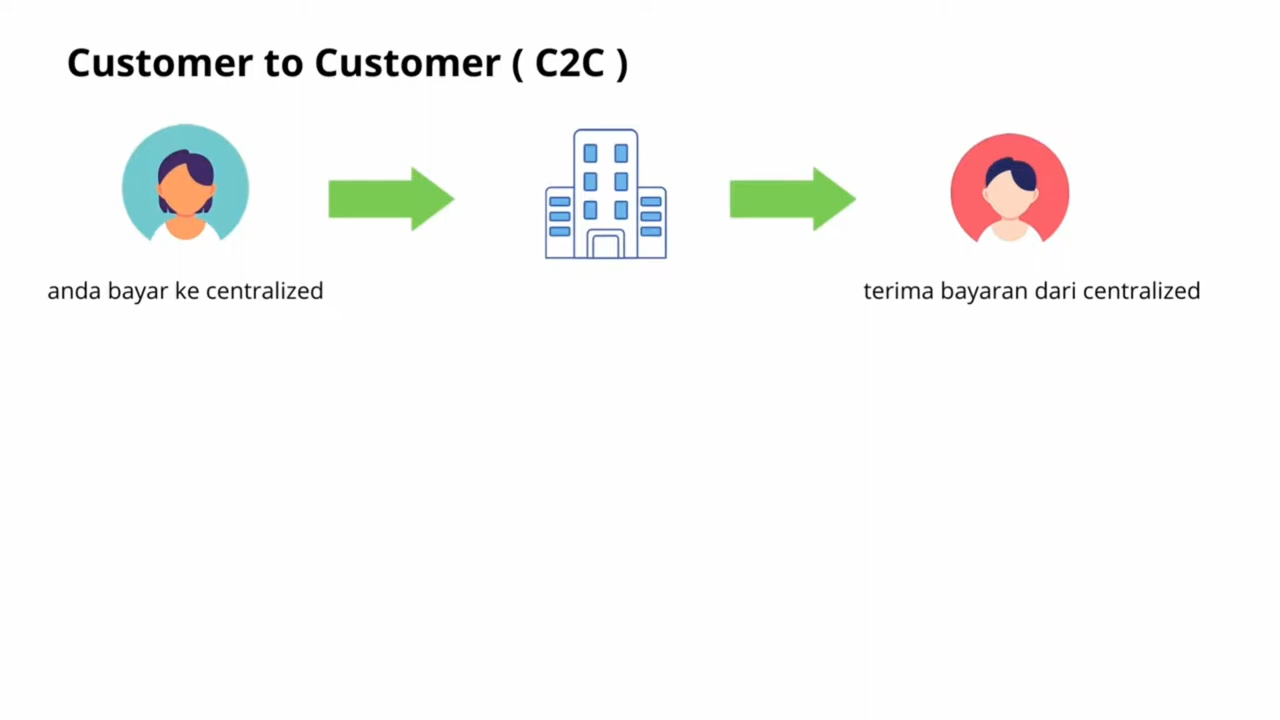 Customer to Customer ( C2C )
anda bayar ke centralized
terima bayaran dari centralized